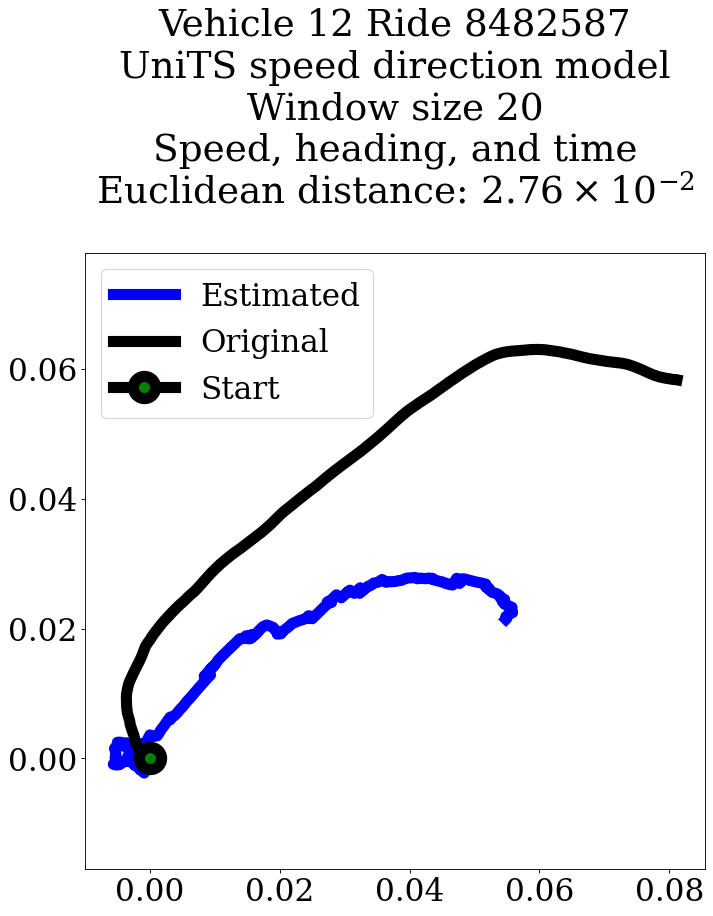 Vehicle 12 Ride 8482587
UniTS speed direction model
Window size 20
Speed, heading, and time
Euclidean distance: 2.76 × 10⁻²
Estimated
Original
Start
0.06
0.04
0.02
0.00
0.00 0.02 0.04 0.06 0.08